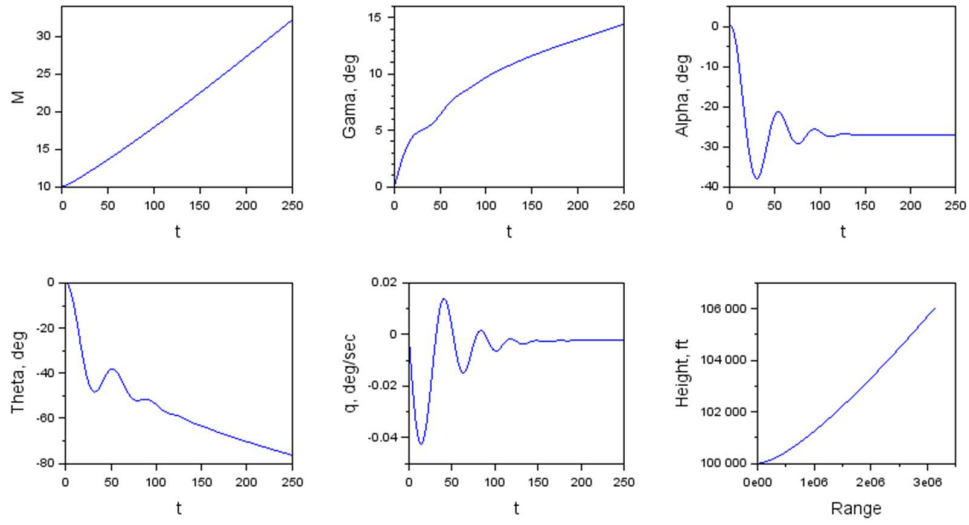 30
25
20
15
10
M
0 50 100 150 200 250
t
15
10
5
0
Gama, deg
0 50 100 150 200 250
t
0
-10
-20
-30
-40
Alpha, deg
0 50 100 150 200 250
t
0
-20
-40
-60
-80
Theta, deg
0 50 100 150 200 250
t
0.02
0
-0.02
-0.04
q, deg/sec
0 50 100 150 200 250
t
106 000
104 000
102 000
100 000
Height, ft
0e00 1e06 2e06 3e06
Range